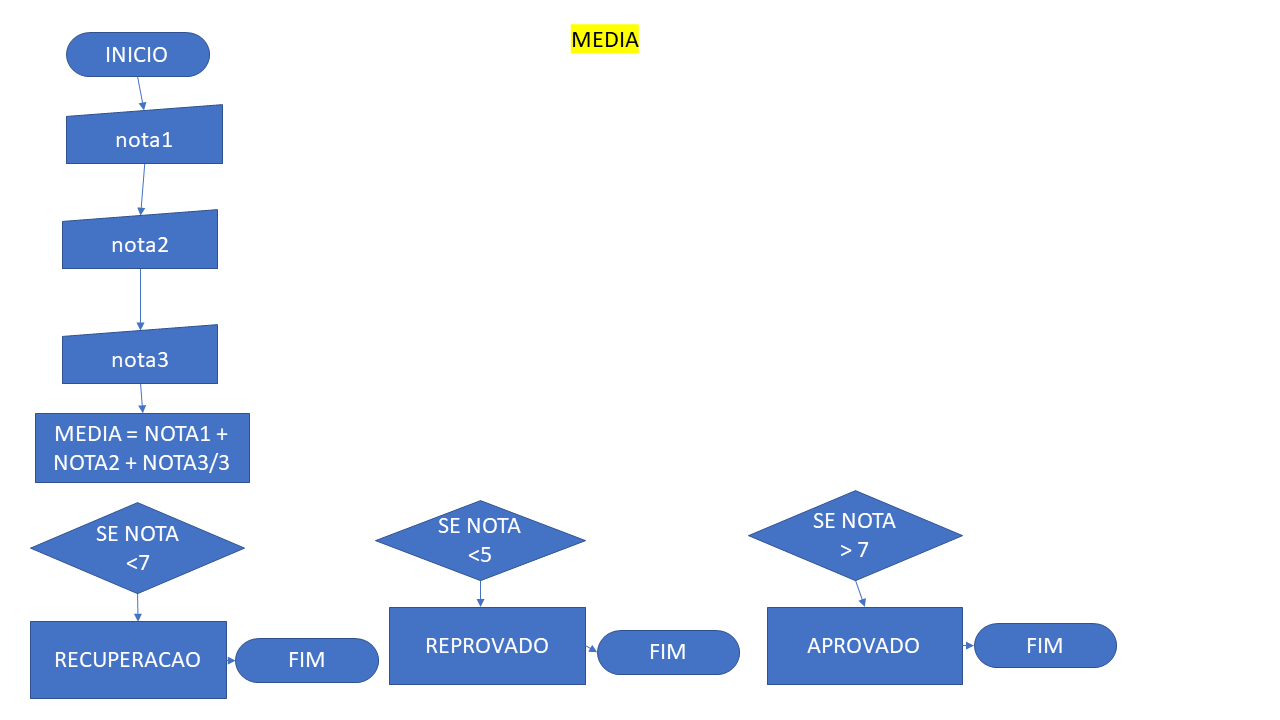 MEDIA
INICIO
nota1
nota2
nota3
MEDIA = NOTA1 +
NOTA2 + NOTA3/3
SE NOTA
<7
SE NOTA
<5
SE NOTA
> 7
RECUPERACAO
FIM
REPROVADO
FIM
APROVADO
FIM